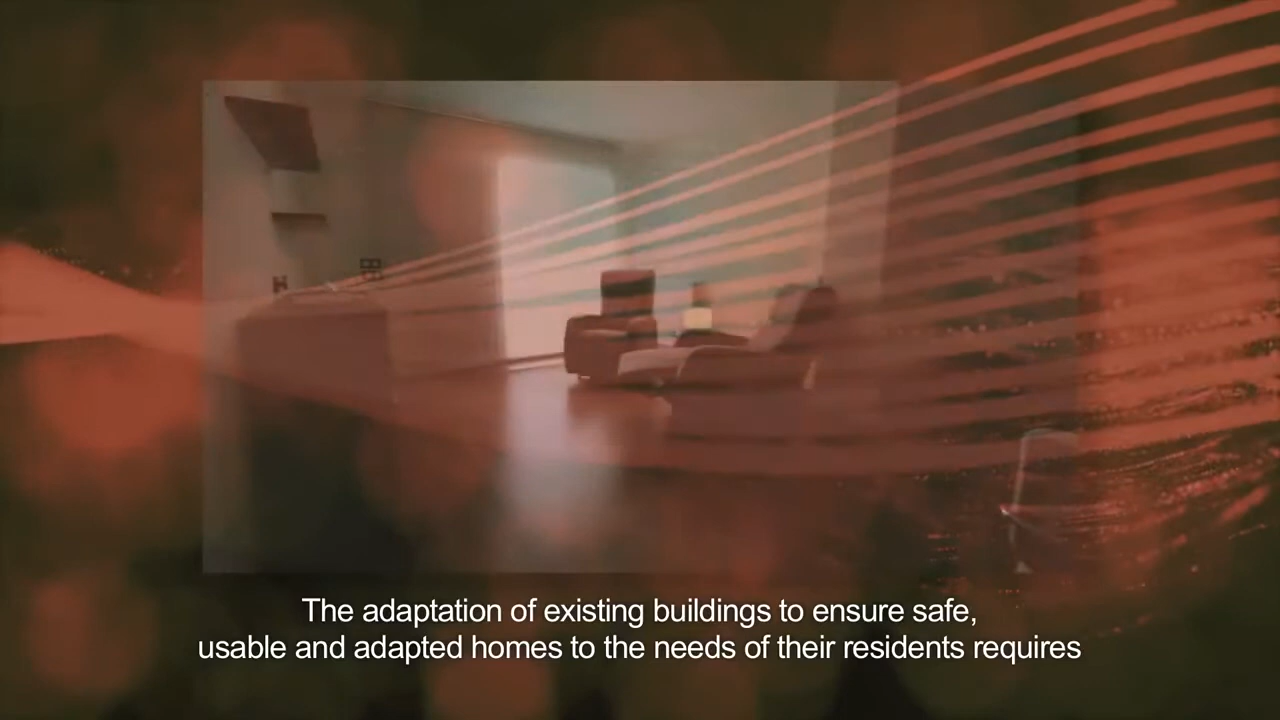 The adaptation of existing buildings to ensure safe,
usable and adapted homes to the needs of their residents requires